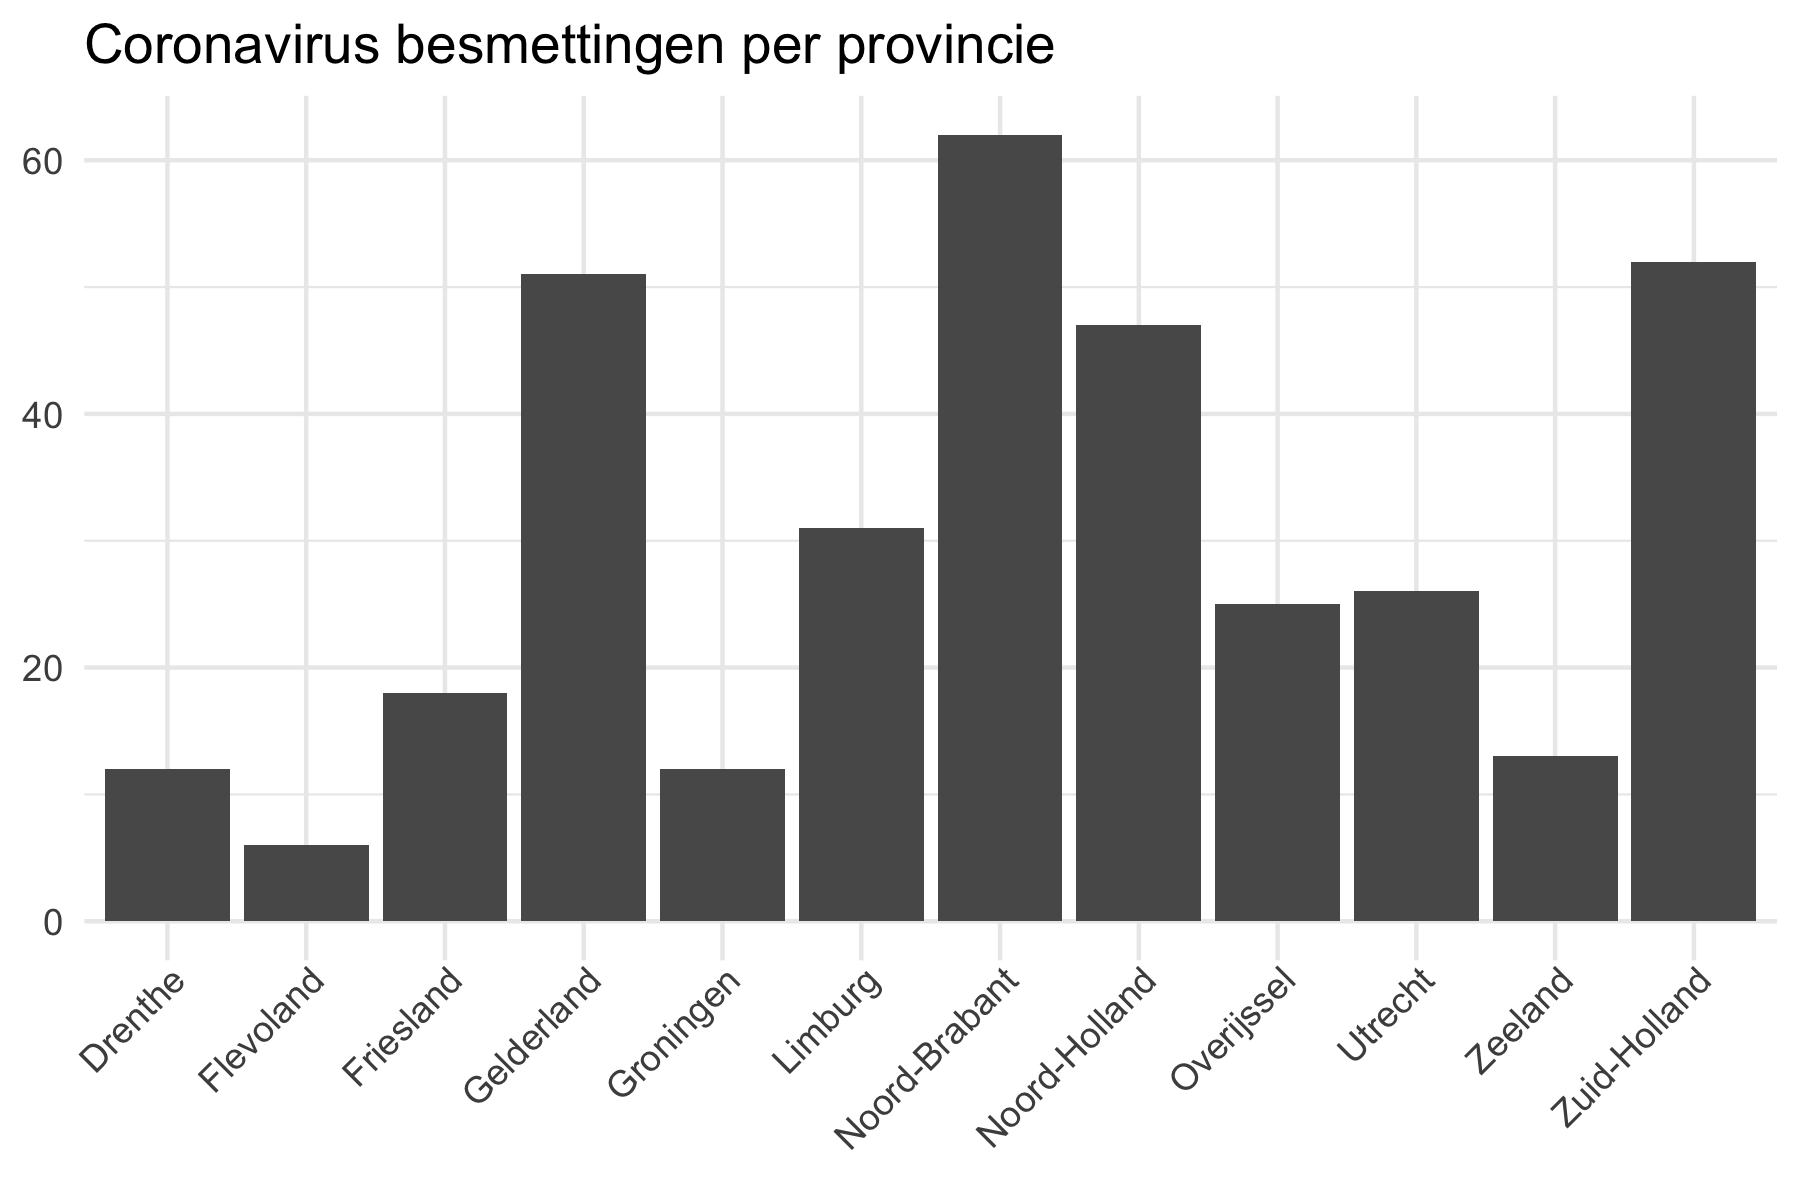 Coronavirus besmettingen per provincie
60
40
20
0
Drenthe
Flevoland
Friesland
Gelderland
Groningen
Limburg
Noord-Brabant
Noord-Holland
Overijssel
Utrecht
Zeeland
Zuid-Holland